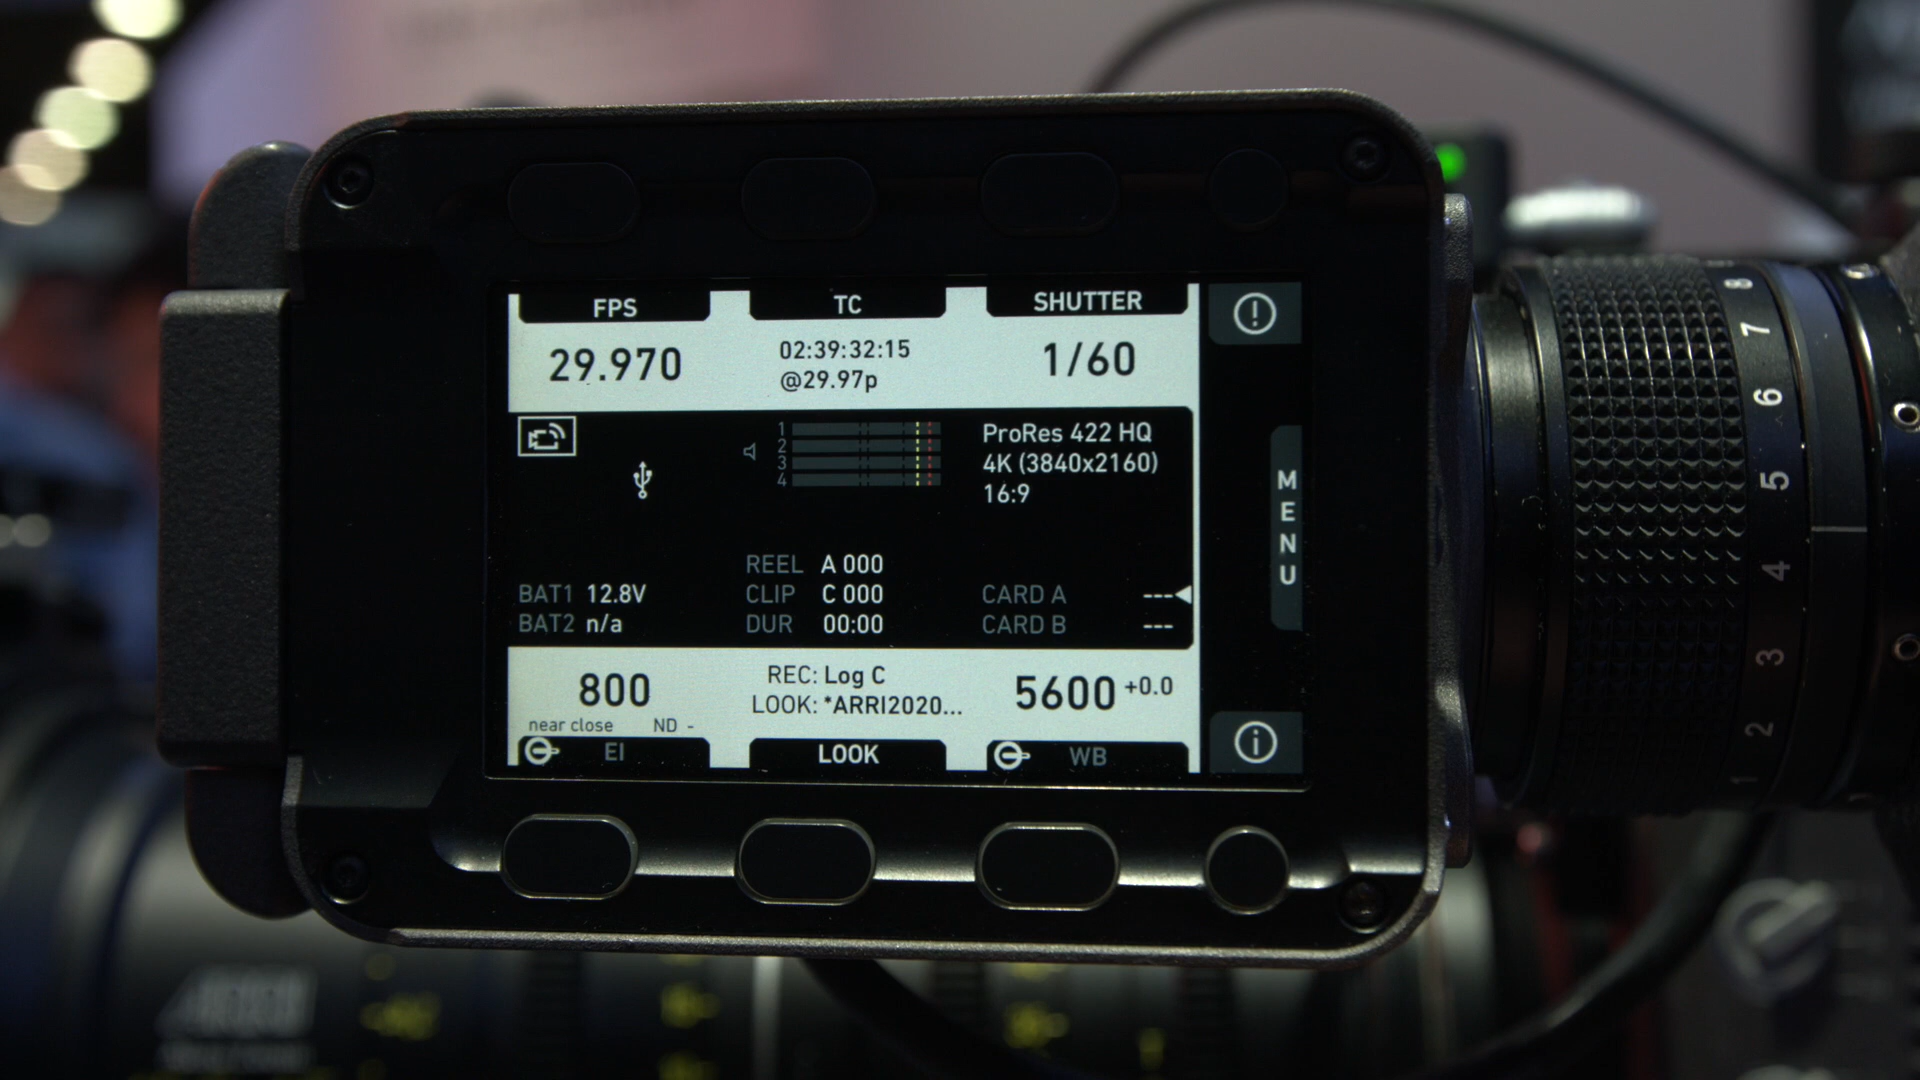 FPS
TC
SHUTTER
29.970
02:39:32:15
@29.97p
1/60
1
2
3
4
ProRes 422 HQ
4K (3840x2160)
16:9
MENU
REEL A 000
BAT1 12.8V
CLIP C 000
CARD A ---
BAT2 n/a
DUR 00:00
CARD B ---
800
near close ND -
REC: Log C
LOOK: *ARRI2020...
5600 +0.0
EI
LOOK
WB
8
7
6
5
4
3
2
1